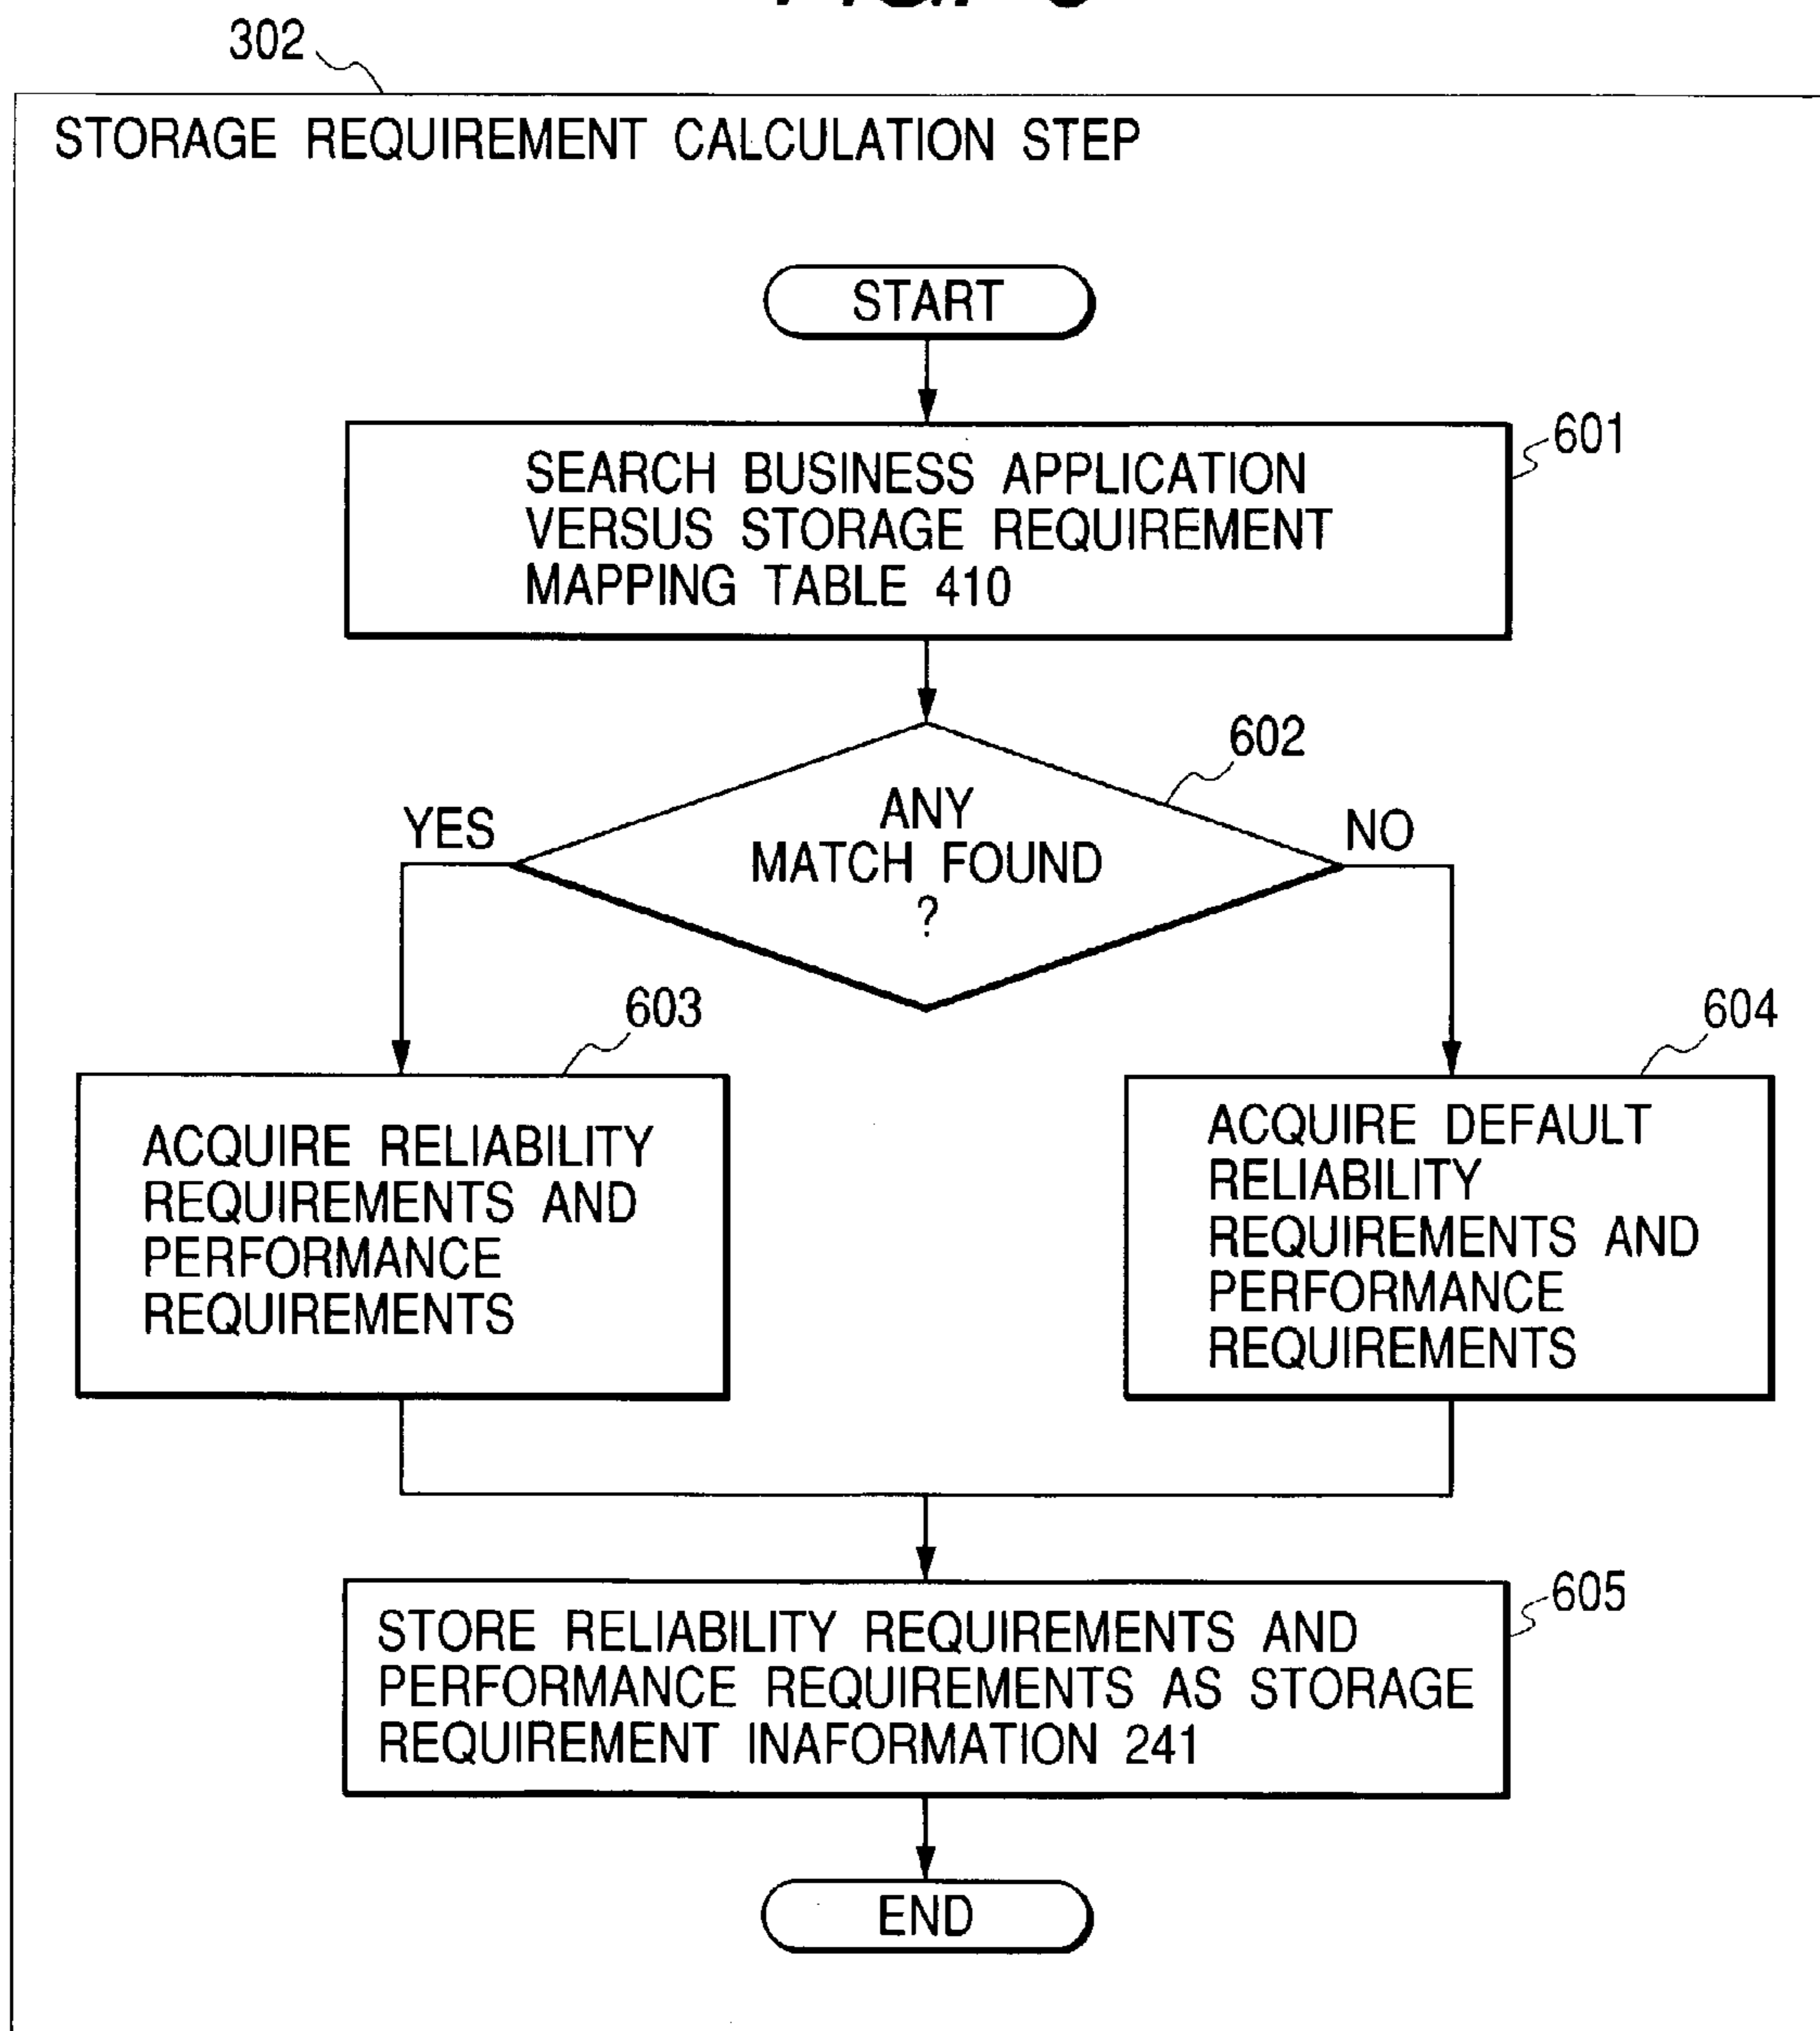 302
STORAGE REQUIREMENT CALCULATION STEP
START
601
SEARCH BUSINESS APPLICATION
VERSUS STORAGE REQUIREMENT
MAPPING TABLE 410
602
ANY
MATCH FOUND
?
YES
NO
603
604
ACQUIRE RELIABILITY
REQUIREMENTS AND
PERFORMANCE
REQUIREMENTS
ACQUIRE DEFAULT
RELIABILITY
REQUIREMENTS AND
PERFORMANCE
REQUIREMENTS
605
STORE RELIABILITY REQUIREMENTS AND
PERFORMANCE REQUIREMENTS AS STORAGE
REQUIREMENT INAFORMATION 241
END